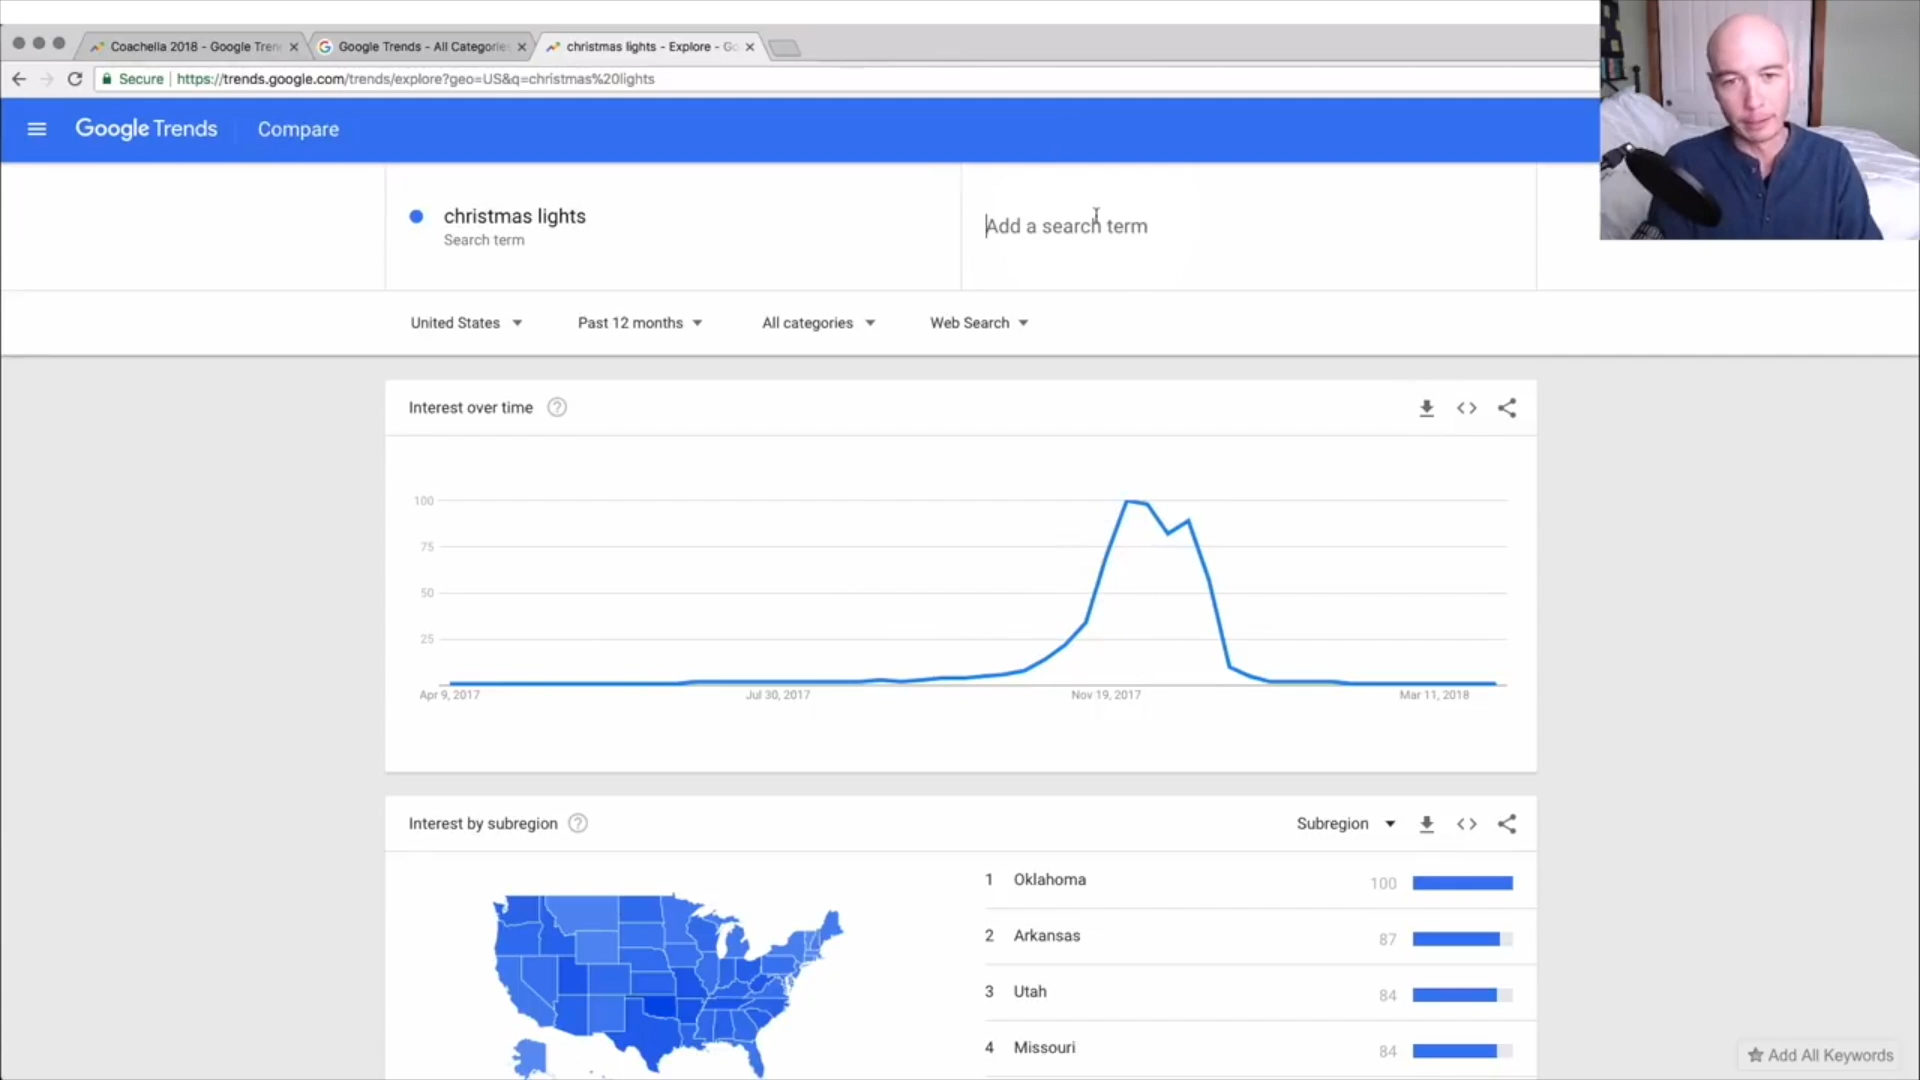 Coachella 2018 - Google Tren
Google Trends - All Categorie
christmas lights - Explore - Go
Secure | https://trends.google.com/trends/explore?geo=US&q=christmas%20lights
Google Trends
Compare
christmas lights
Search term
Add a search term
United States
Past 12 months
All categories
Web Search
Interest over time
100
75
50
25
Apr 9, 2017
Jul 30, 2017
Nov 19, 2017
Mar 11, 2018
Interest by subregion
Subregion
1 Oklahoma 100
2 Arkansas 87
3 Utah 84
4 Missouri 84
Add All Keywords